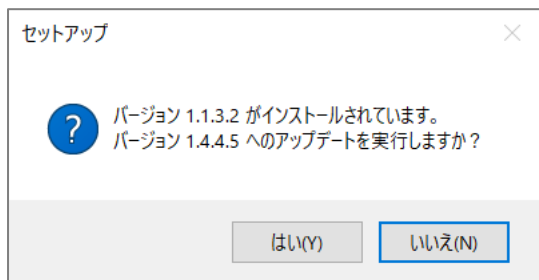 セットアップ
?
バージョン 1.1.3.2 がインストールされています。
バージョン 1.4.4.5 へのアップデートを実行しますか？
はい(Y)
いいえ(N)